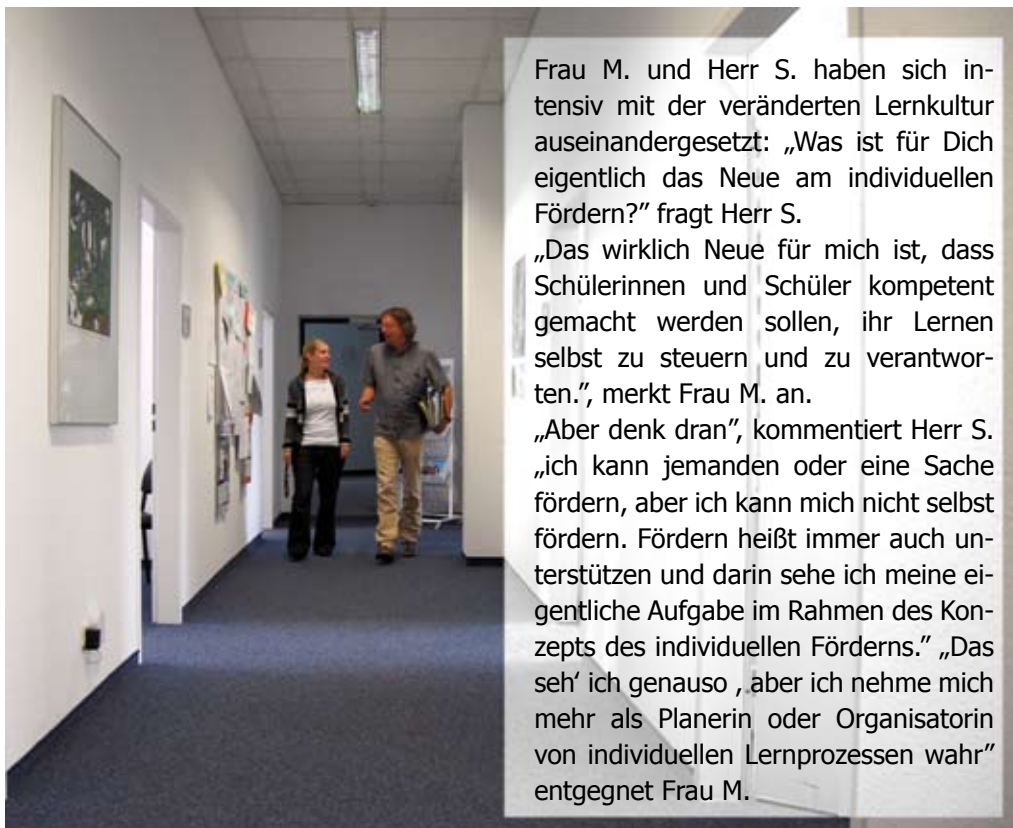 Frau M. und Herr S. haben sich in-
tensiv mit der veränderten Lernkultur
auseinandergesetzt: „Was ist für Dich
eigentlich das Neue am individuellen
Fördern?” fragt Herr S.
„Das wirklich Neue für mich ist, dass
Schülerinnen und Schüler kompetent
gemacht werden sollen, ihr Lernen
selbst zu steuern und zu verantwor-
ten.”, merkt Frau M. an.
„Aber denk dran”, kommentiert Herr S.
„ich kann jemanden oder eine Sache
fördern, aber ich kann mich nicht selbst
fördern. Fördern heißt immer auch un-
terstützen und darin sehe ich meine ei-
gentliche Aufgabe im Rahmen des Kon-
zepts des individuellen Förderns.” „Das
seh‘ ich genauso , aber ich nehme mich
mehr als Planerin oder Organisatorin
von individuellen Lernprozessen wahr”
entgegnet Frau M.